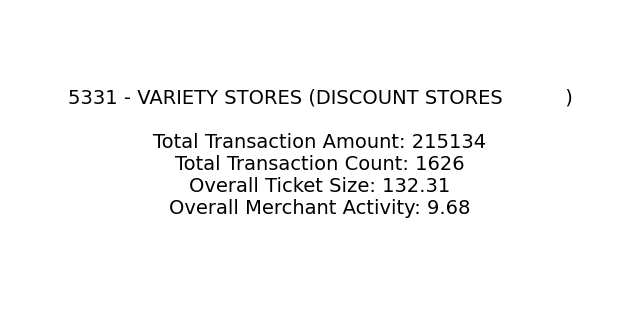 5331 - VARIETY STORES (DISCOUNT STORES          )
Total Transaction Amount: 215134
Total Transaction Count: 1626
Overall Ticket Size: 132.31
Overall Merchant Activity: 9.68